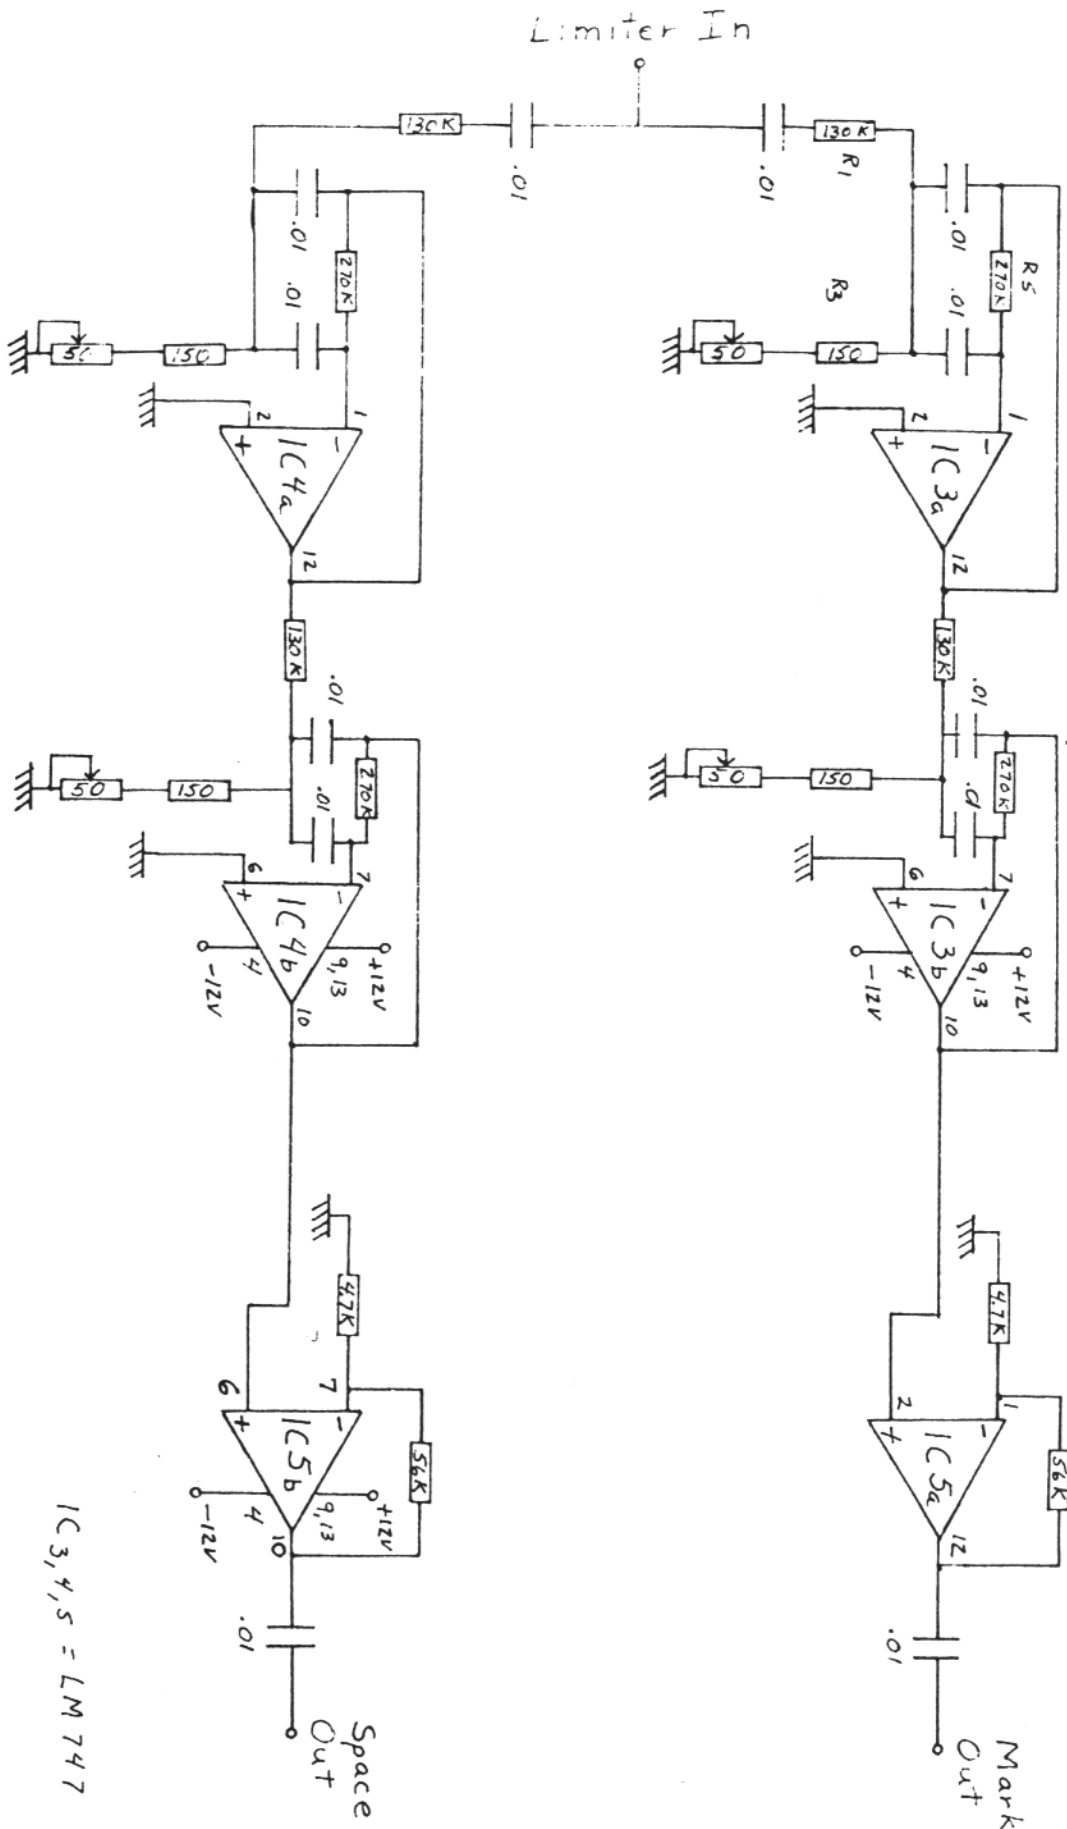 Limiter In
130K
.01
.01
130K
R1
.01
270K
.01
50
150
2
1
+
-
IC4a
12
.01
270K
R5
R3
.01
50
150
2
1
+
-
IC3a
12
130K
.01
270K
.01
50
150
6
7
+
-
IC4b
-12V
4
9,13
+12V
10
130K
.01
270K
.01
50
150
6
7
+
-
IC3b
-12V
4
9,13
+12V
10
4.7K
6
7
+
-
IC5b
56K
-12V
4
9,13
+12V
10
.01
Space
Out
4.7K
2
1
+
-
IC5a
56K
12
.01
Mark
Out
IC3,4,5 = LM747